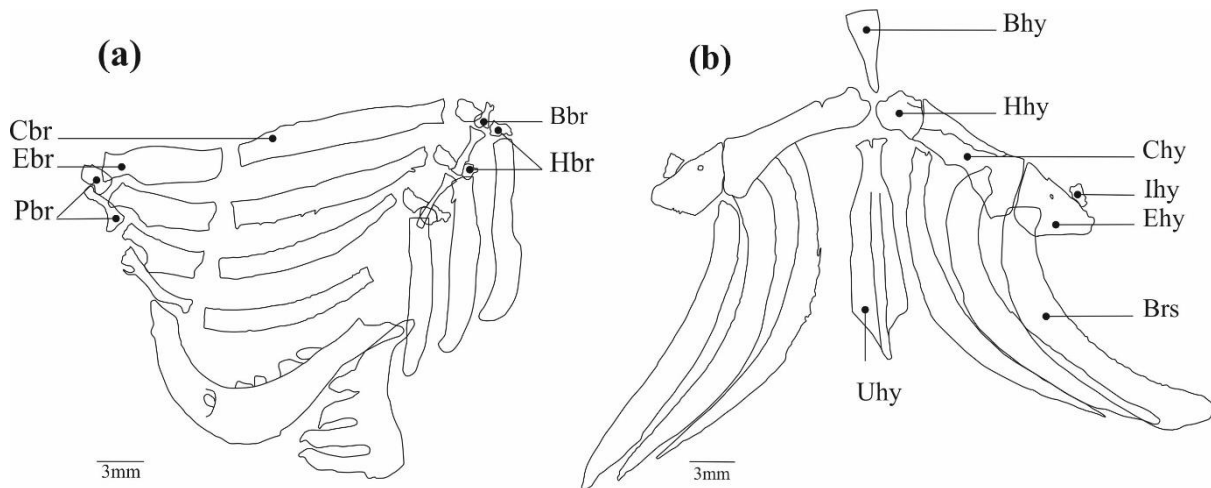 (a)
Cbr
Ebr
Pbr
Bbr
Hbr
3mm
(b)
Bhy
Hhy
Chy
Ihy
Ehy
Brs
Uhy
3mm